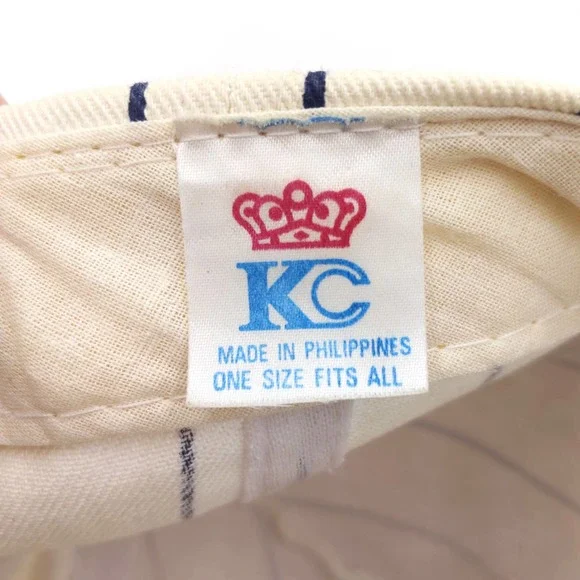 KC
MADE IN PHILIPPINES
ONE SIZE FITS ALL